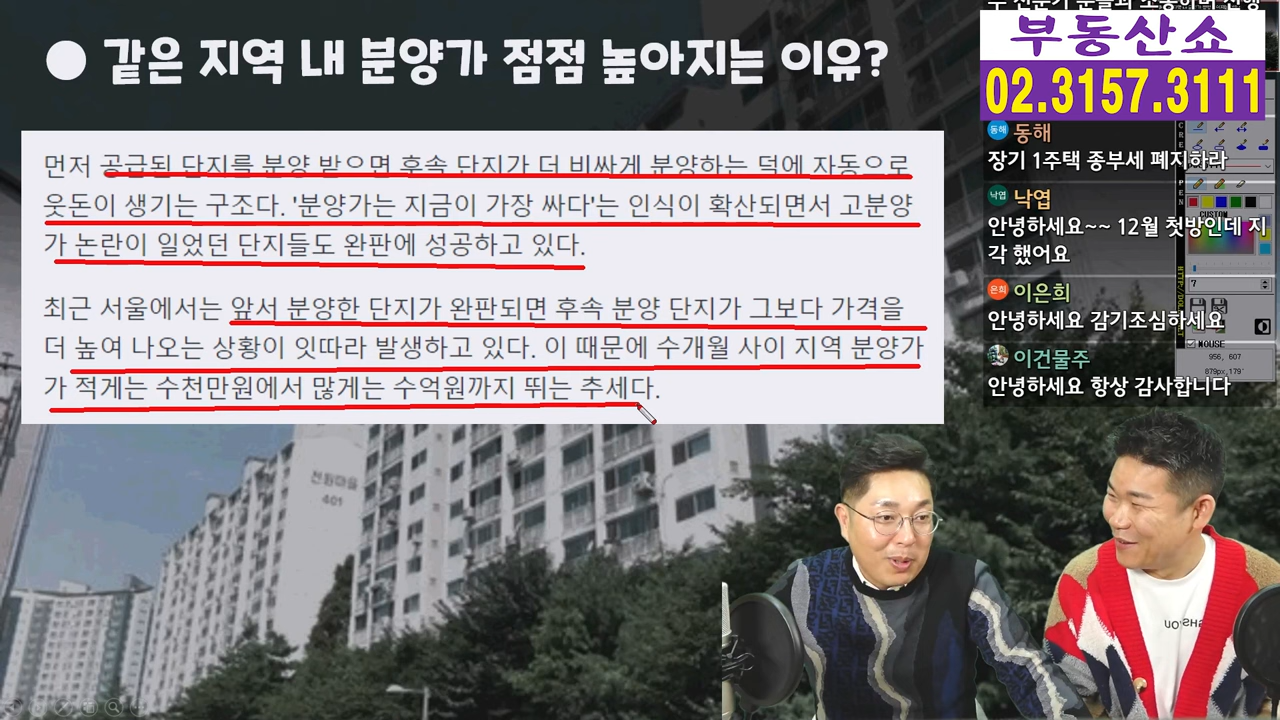 ● 같은 지역 내 분양가 점점 높아지는 이유?
먼저 공급된 단지를 분양 받으면 후속 단지가 더 비싸게 분양하는 덕에 자동으로
웃돈이 생기는 구조다. '분양가는 지금이 가장 싸다'는 인식이 확산되면서 고분양
가 논란이 일었던 단지들도 완판에 성공하고 있다.
최근 서울에서는 앞서 분양한 단지가 완판되면 후속 분양 단지가 그보다 가격을
더 높여 나오는 상황이 잇따라 발생하고 있다. 이 때문에 수개월 사이 지역 분양가
가 적게는 수천만원에서 많게는 수억원까지 뛰는 추세다.
부동산쇼
02.3157.3111
동해 동해
장기 1주택 종부세 폐지하라
낙엽 낙엽
안녕하세요~~ 12월 첫방인데 지
각 했어요
은희 이은희
안녕하세요 감기조심하세요
이건물주
안녕하세요 항상 감사합니다
CUSTOM
7
MOUSE
956, 607
401